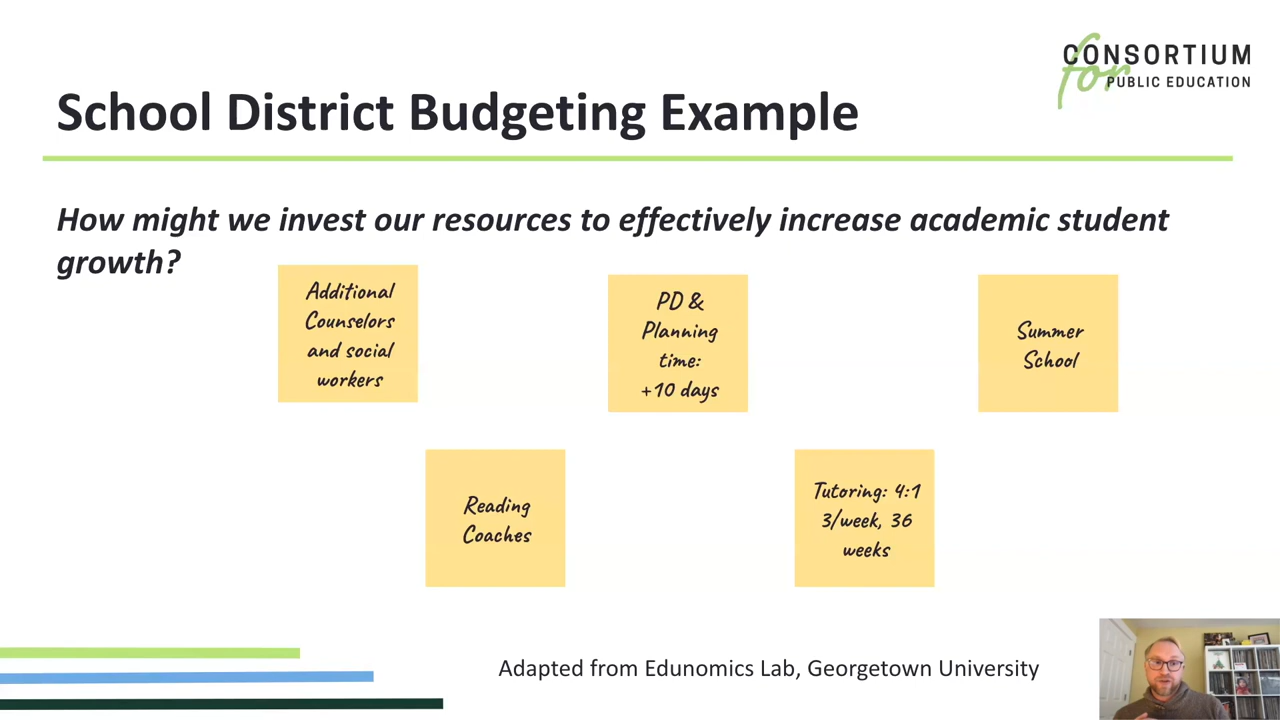 CONSORTIUM
for PUBLIC EDUCATION
School District Budgeting Example
How might we invest our resources to effectively increase academic student
growth?
Additional
Counselors
and social
workers
PD &
Planning
time:
+10 days
Summer
School
Reading
Coaches
Tutoring: 4:1
3/week, 36
weeks
Adapted from Edunomics Lab, Georgetown University